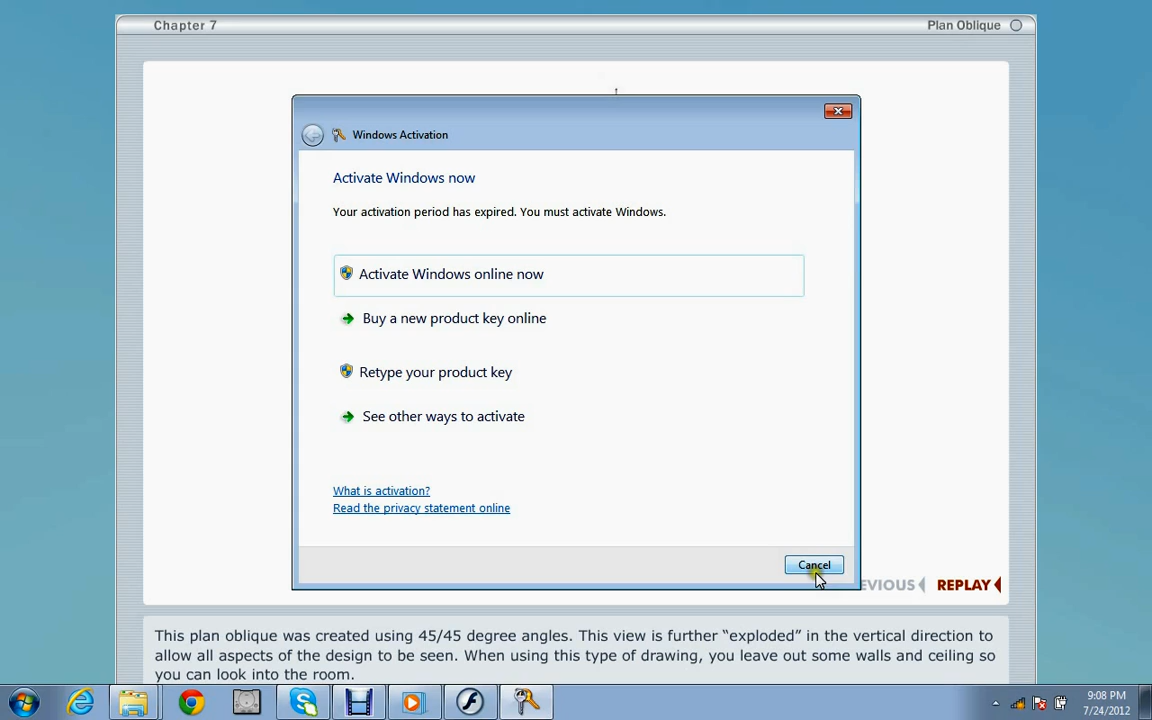 Chapter 7
Plan Oblique
Windows Activation
Activate Windows now
Your activation period has expired. You must activate Windows.
Activate Windows online now
Buy a new product key online
Retype your product key
See other ways to activate
What is activation?
Read the privacy statement online
Cancel
EVIOUS
REPLAY
This plan oblique was created using 45/45 degree angles. This view is further “exploded” in the vertical direction to
allow all aspects of the design to be seen. When using this type of drawing, you leave out some walls and ceiling so
you can look into the room.
9:08 PM
7/24/2012